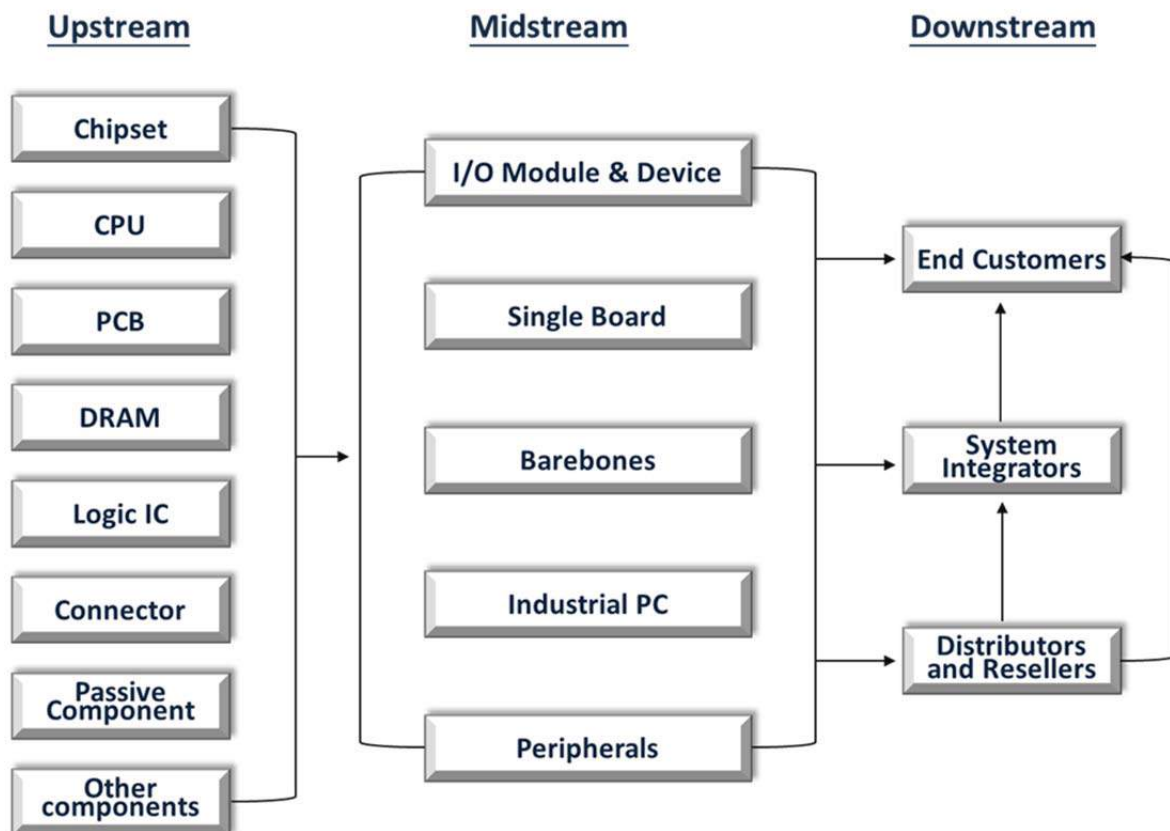 Upstream
Midstream
Downstream
Chipset
CPU
PCB
DRAM
Logic IC
Connector
Passive
Component
Other
components
I/O Module & Device
Single Board
Barebones
Industrial PC
Peripherals
End Customers
System
Integrators
Distributors
and Resellers